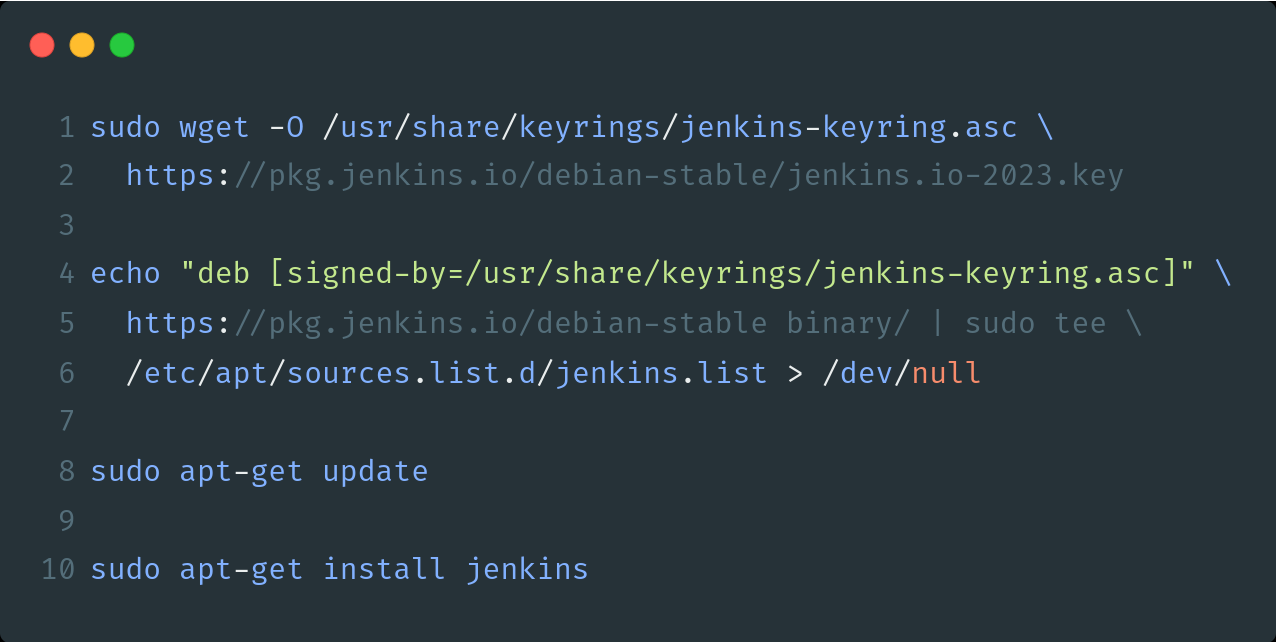 1 sudo wget -O /usr/share/keyrings/jenkins-keyring.asc \
2   https://pkg.jenkins.io/debian-stable/jenkins.io-2023.key
3
4 echo "deb [signed-by=/usr/share/keyrings/jenkins-keyring.asc]" \
5   https://pkg.jenkins.io/debian-stable binary/ | sudo tee \
6   /etc/apt/sources.list.d/jenkins.list > /dev/null
7
8 sudo apt-get update
9
10 sudo apt-get install jenkins